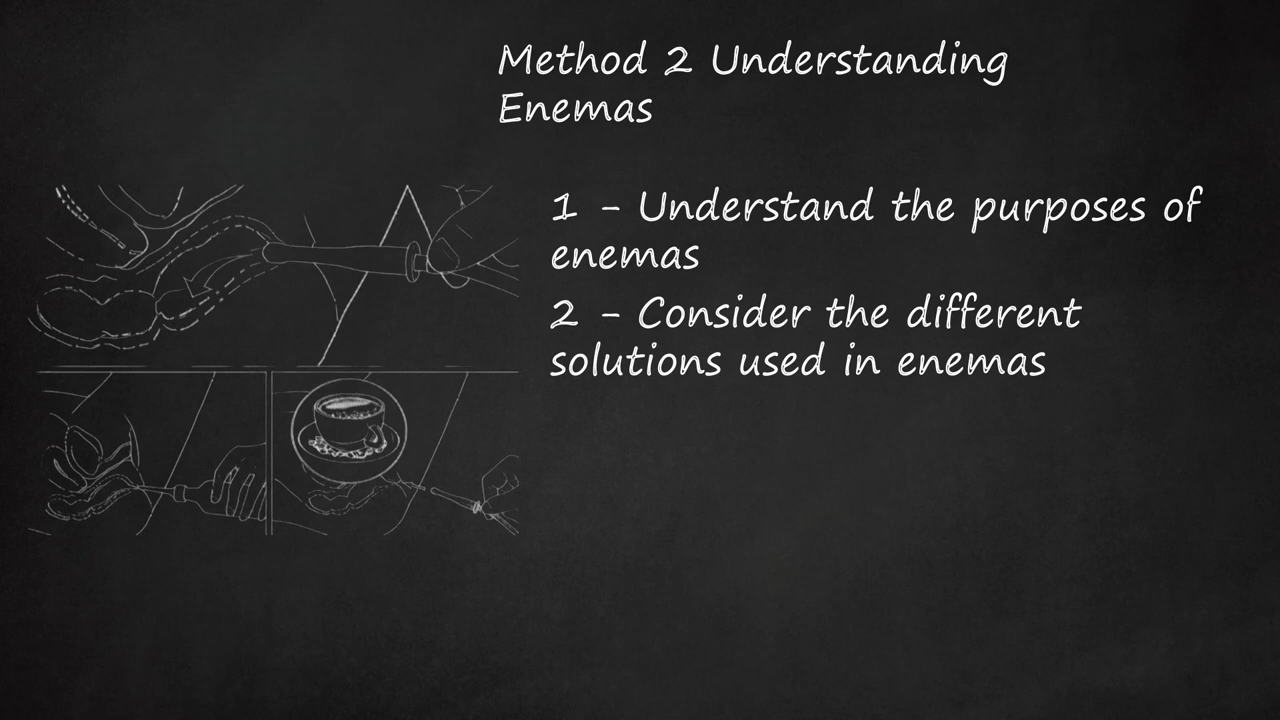 Method 2 Understanding
Enemas
1 - Understand the purposes of
enemas
2 - Consider the different
solutions used in enemas